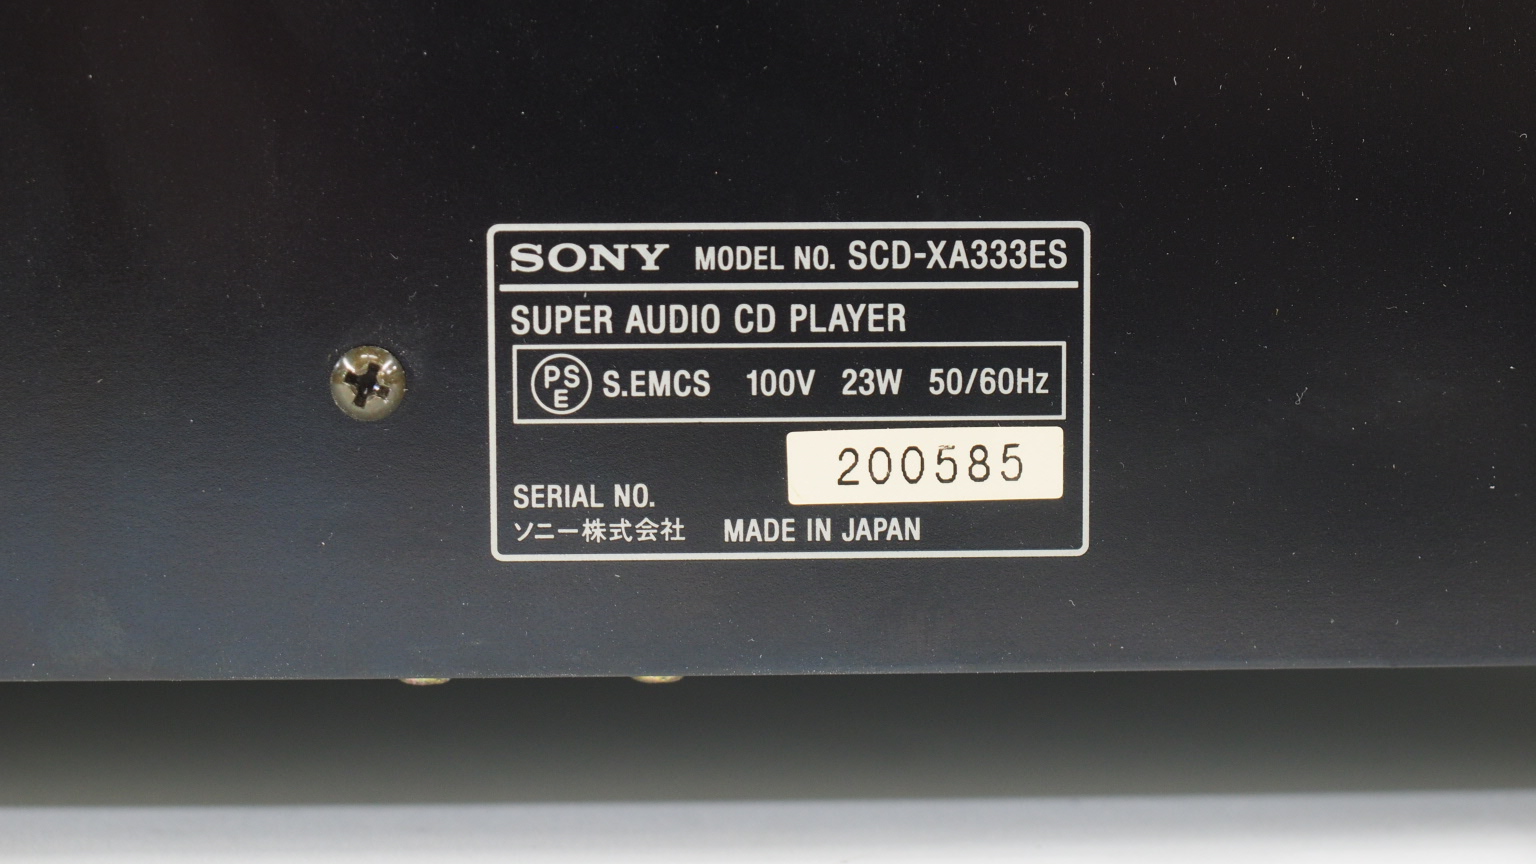 SONY MODEL NO. SCD-XA333ES
SUPER AUDIO CD PLAYER
PSE S.EMCS 100V 23W 50/60Hz
200585
SERIAL NO.
ソニー株式会社 MADE IN JAPAN